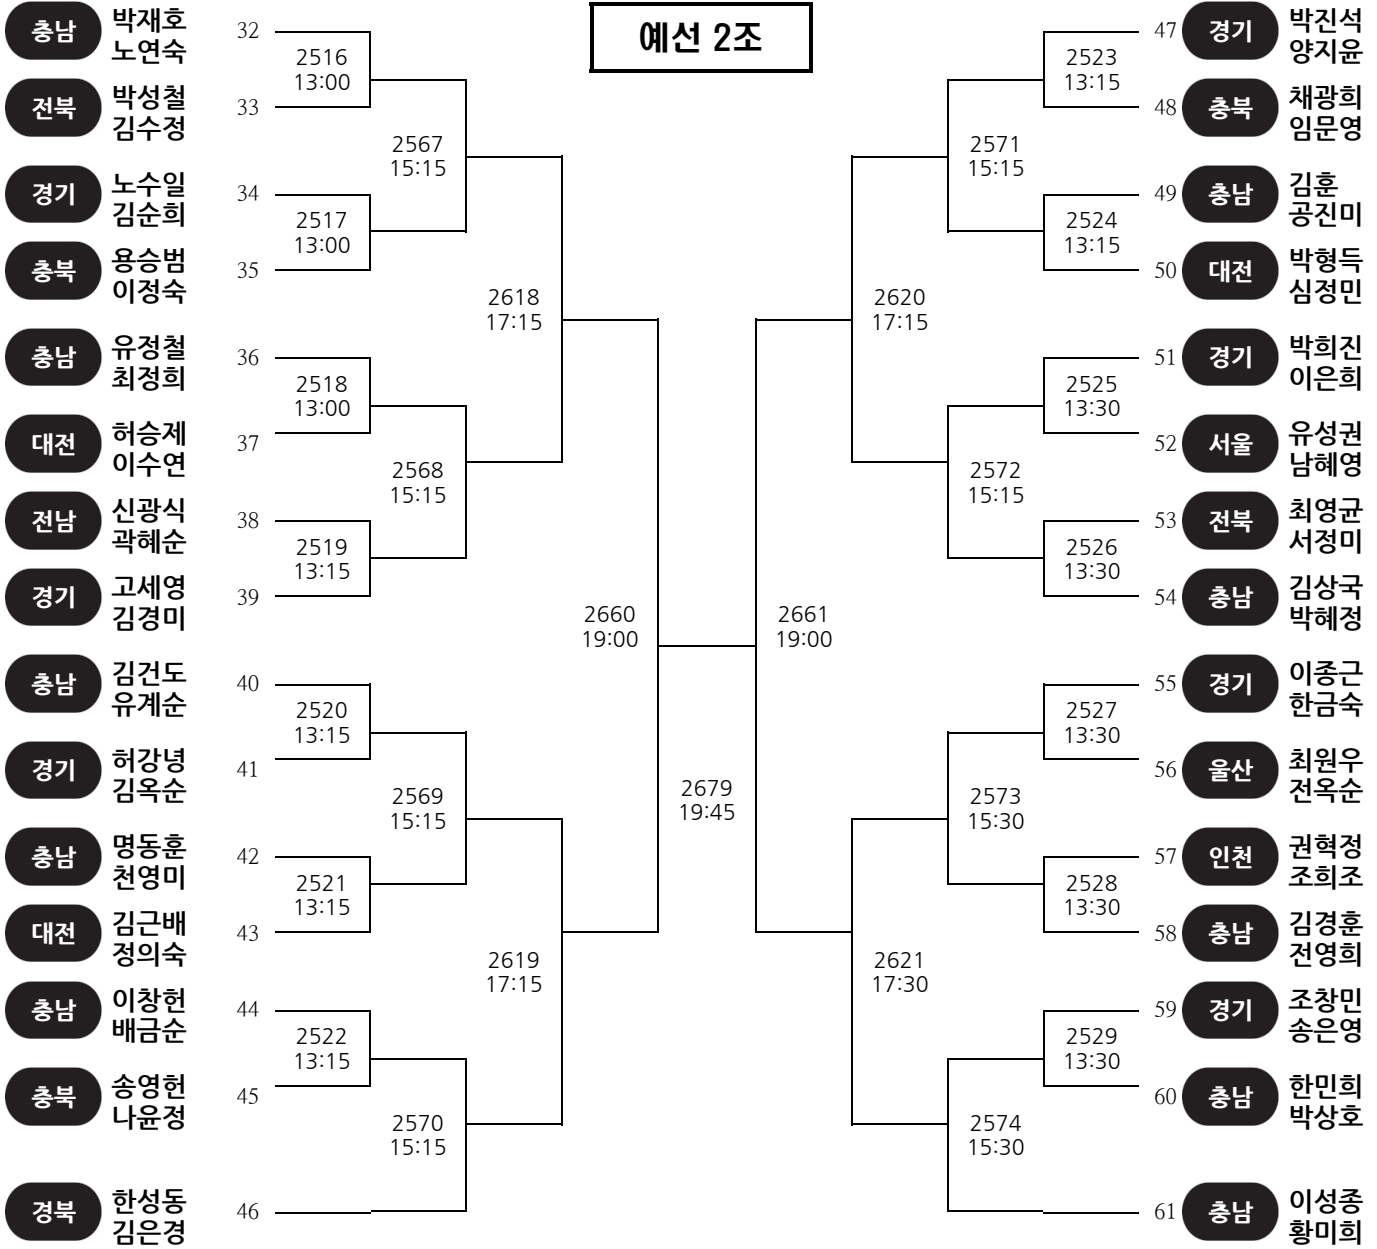 예선 2조
충남
박재호
노연숙
32
2516
13:00
전북
박성철
김수정
33
2567
15:15
경기
노수일
김순희
34
2517
13:00
충북
용승범
이정숙
35
2618
17:15
충남
유정철
최정희
36
2518
13:00
대전
허승제
이수연
37
2568
15:15
전남
신광식
곽혜순
38
2519
13:15
경기
고세영
김경미
39
2660
19:00
충남
김건도
유계순
40
2520
13:15
경기
허강녕
김옥순
41
2569
15:15
충남
명동훈
천영미
42
2521
13:15
대전
김근배
정의숙
43
2619
17:15
충남
이창헌
배금순
44
2522
13:15
충북
송영헌
나윤정
45
2570
15:15
경북
한성동
김은경
46
2679
19:45
47
경기
박진석
양지윤
2523
13:15
48
충북
채광희
임문영
2571
15:15
49
충남
김훈
공진미
2524
13:15
50
대전
박형득
심정민
2620
17:15
51
경기
박희진
이은희
2525
13:30
52
서울
유성권
남혜영
2572
15:15
53
전북
최영균
서정미
2526
13:30
54
충남
김상국
박혜정
2661
19:00
55
경기
이종근
한금숙
2527
13:30
56
울산
최원우
전옥순
2573
15:30
57
인천
권혁정
조희조
2528
13:30
58
충남
김경훈
전영희
2621
17:30
59
경기
조창민
송은영
2529
13:30
60
충남
한민희
박상호
2574
15:30
61
충남
이성종
황미희